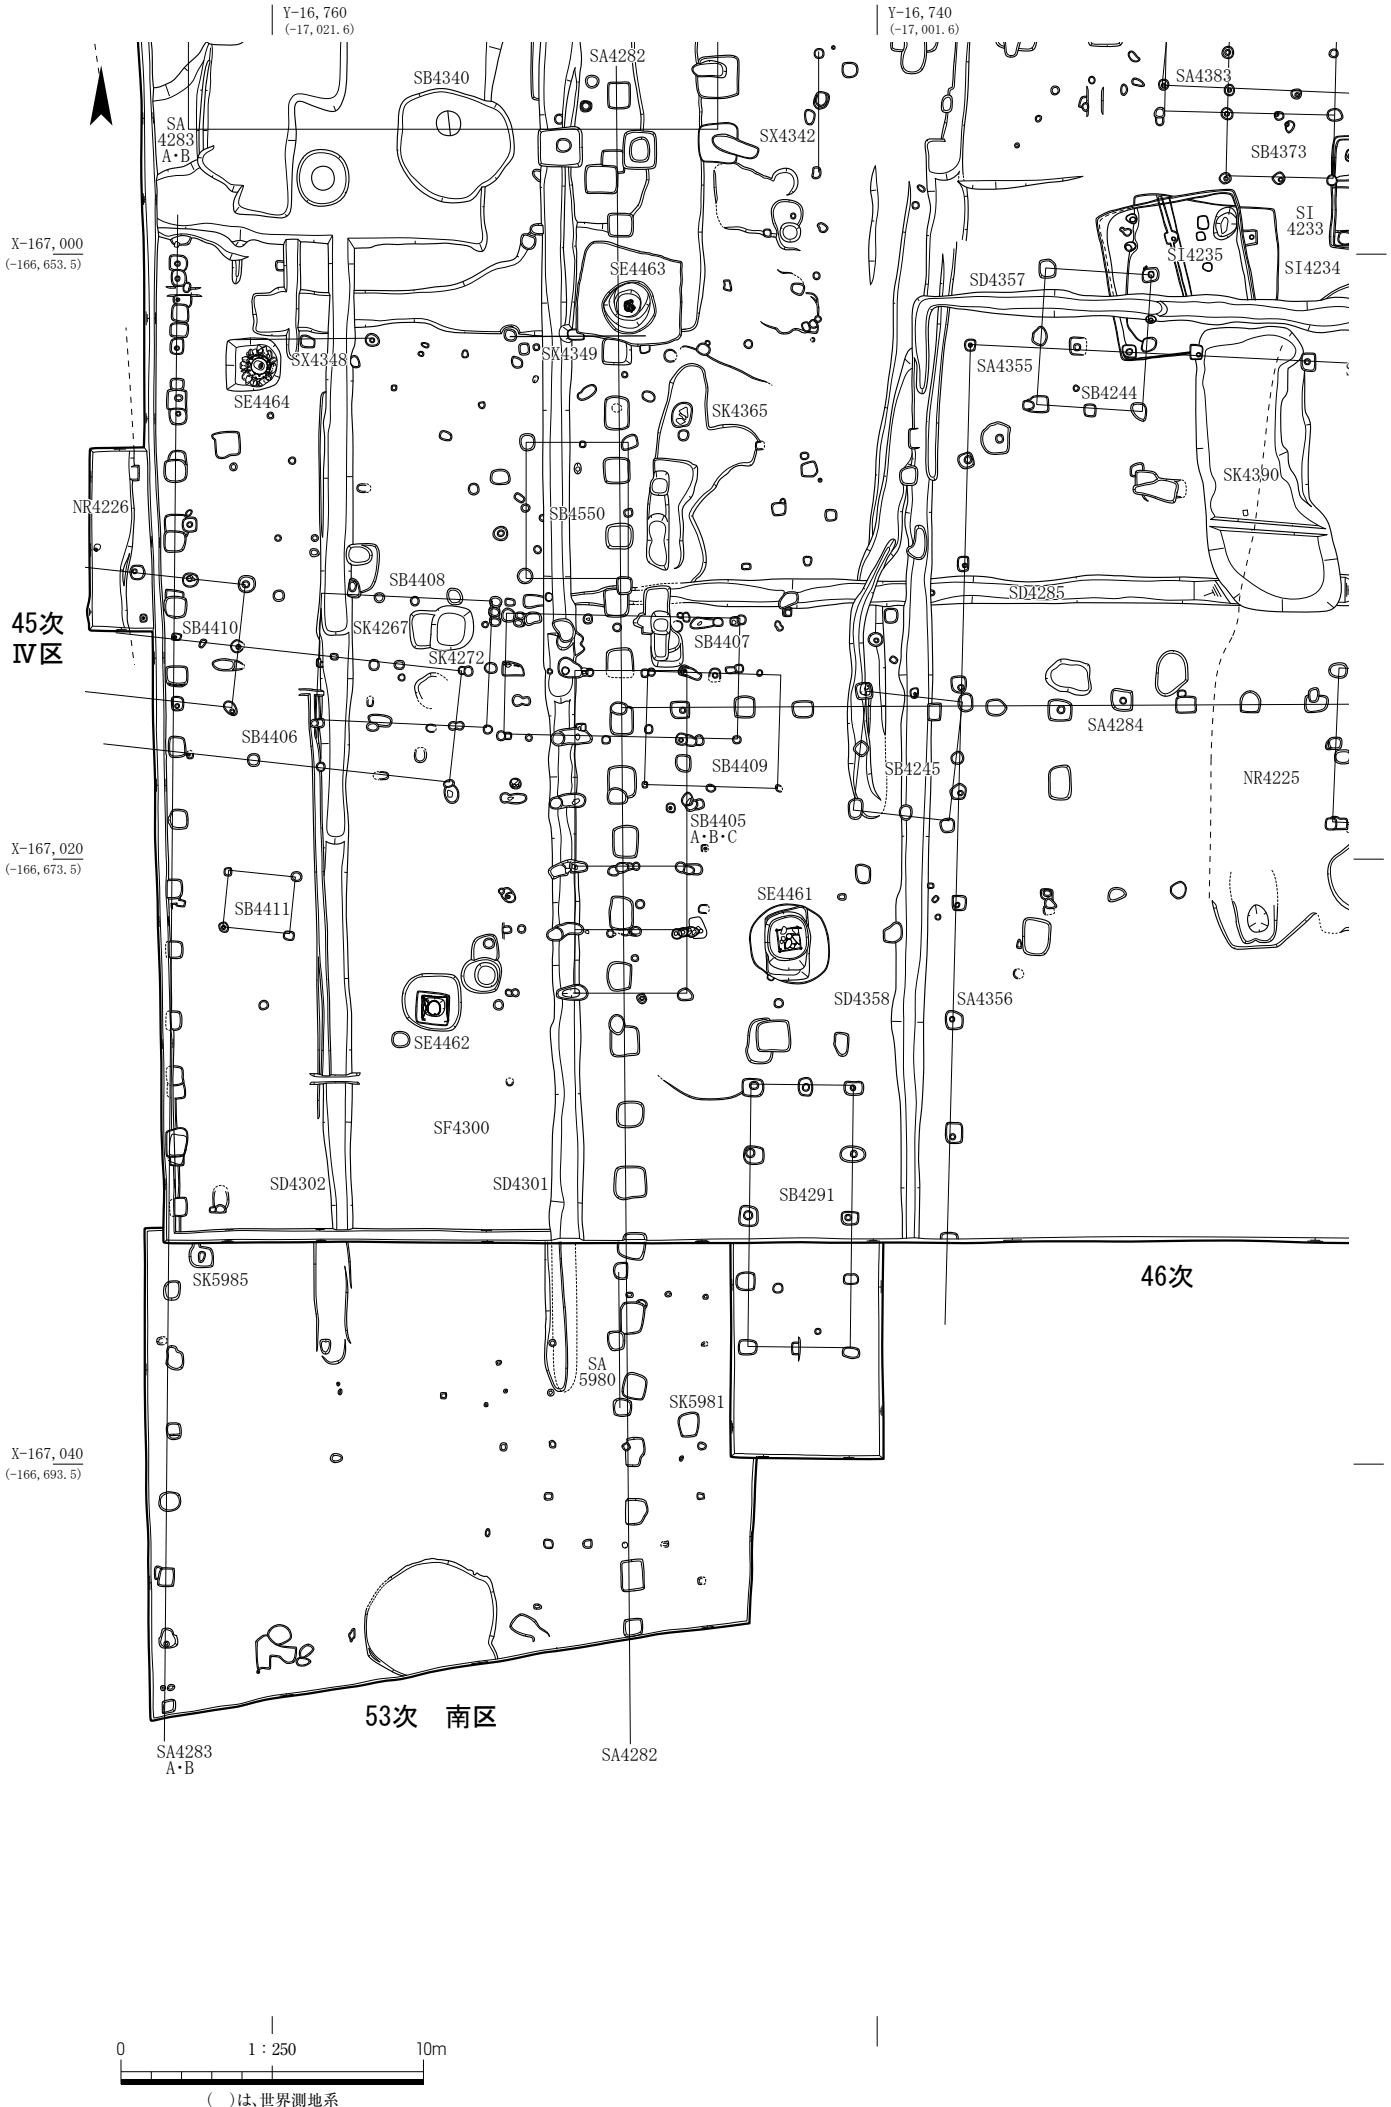 Y-16,760
(-17,021.6)
Y-16,740
(-17,001.6)
SA4282
SB4340
SA4383
SA
4283
A・B
SX4342
SB4373
SI
4233
X-167,000
(-166,653.5)
SE4463
SI4235
SI4234
SD4357
SX4348
SX4349
SA4355
SB4244
SE4464
SK4365
SK4390
NR4226
SB4550
SB4408
SD4285
45次
Ⅳ区
SB4410
SK4267
SB4407
SK4272
SB4406
SA4284
SB4409
SB4245
NR4225
SB4405
A・B・C
X-167,020
(-166,673.5)
SB4411
SE4461
SD4358
SA4356
SE4462
SF4300
SD4302
SD4301
SB4291
SK5985
46次
SA
5980
SK5981
X-167,040
(-166,693.5)
53次 南区
SA4283
A・B
SA4282
0
1：250
10m
( )は、世界測地系